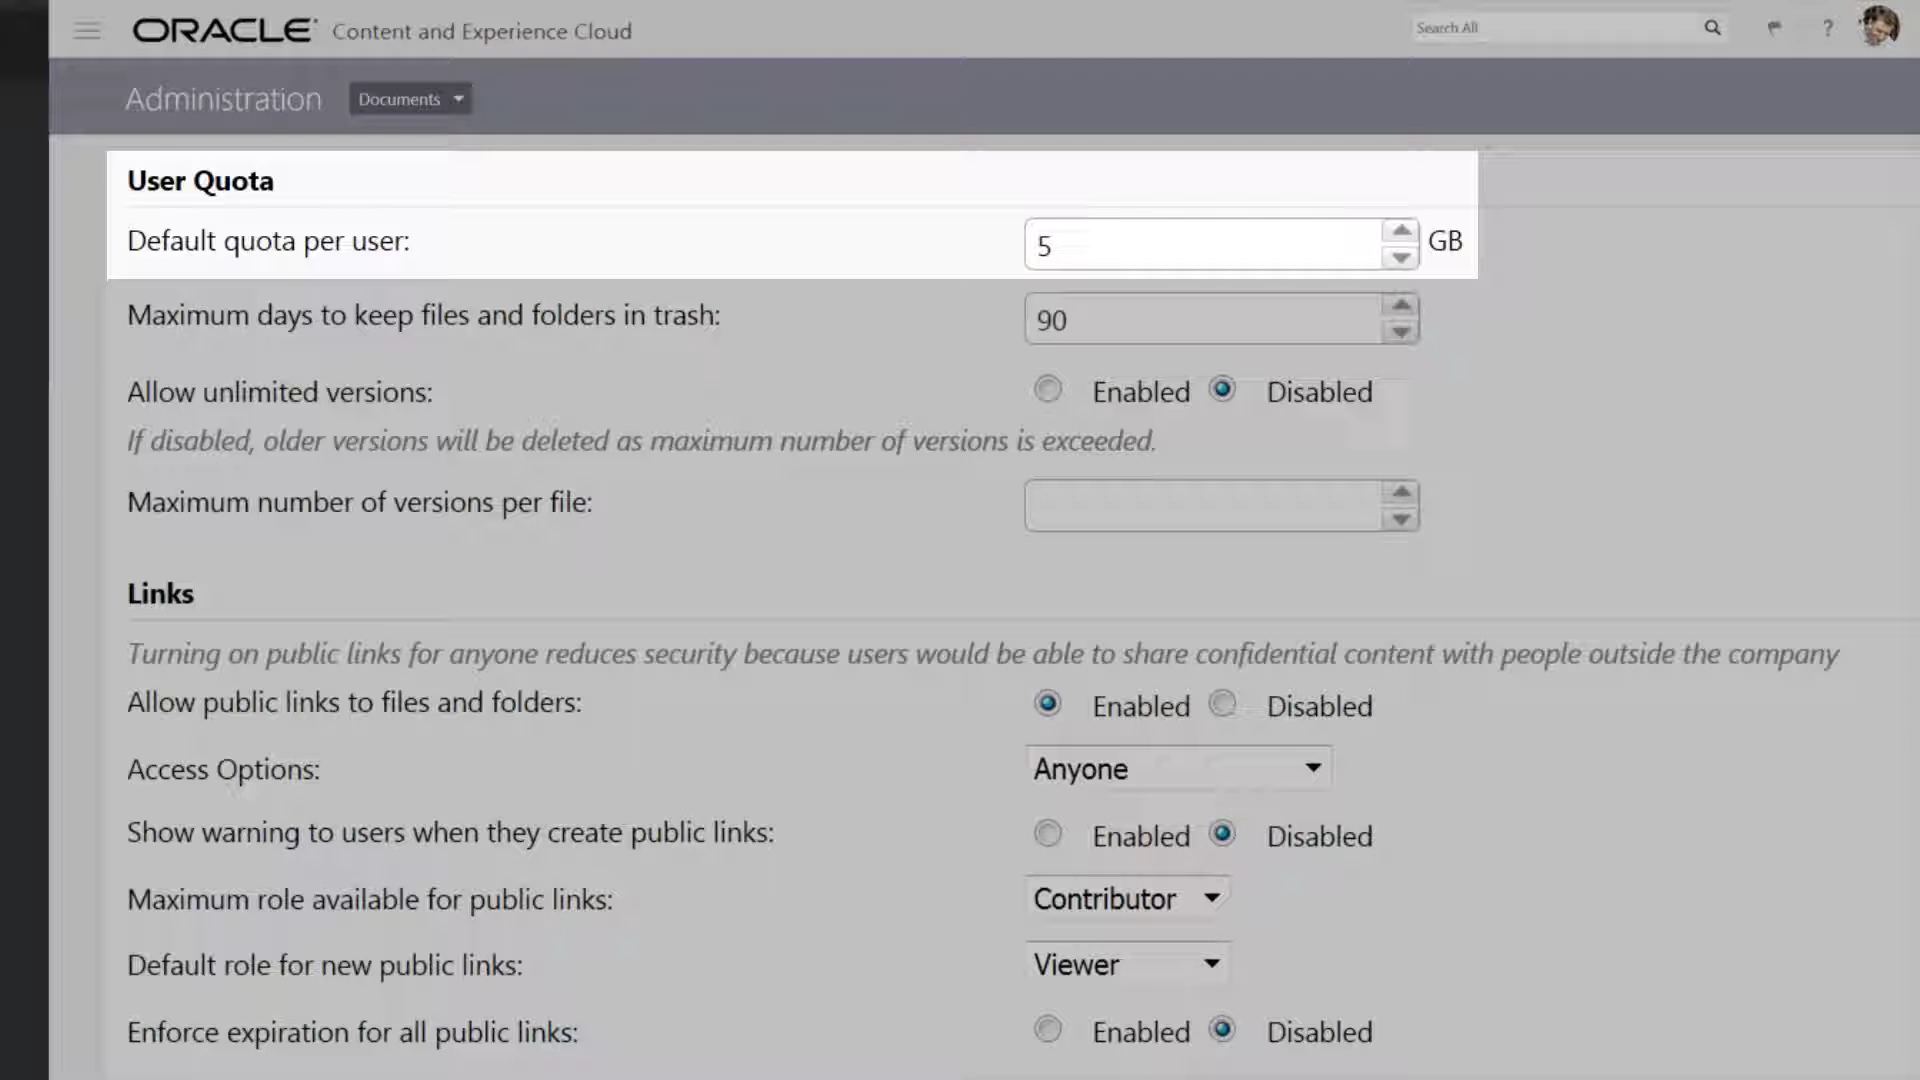 ORACLE Content and Experience Cloud
Search All
?
Administration Documents
User Quota
Default quota per user: 5 GB
Maximum days to keep files and folders in trash: 90
Allow unlimited versions: Enabled Disabled
If disabled, older versions will be deleted as maximum number of versions is exceeded.
Maximum number of versions per file:
Links
Turning on public links for anyone reduces security because users would be able to share confidential content with people outside the company
Allow public links to files and folders: Enabled Disabled
Access Options: Anyone
Show warning to users when they create public links: Enabled Disabled
Maximum role available for public links: Contributor
Default role for new public links: Viewer
Enforce expiration for all public links: Enabled Disabled